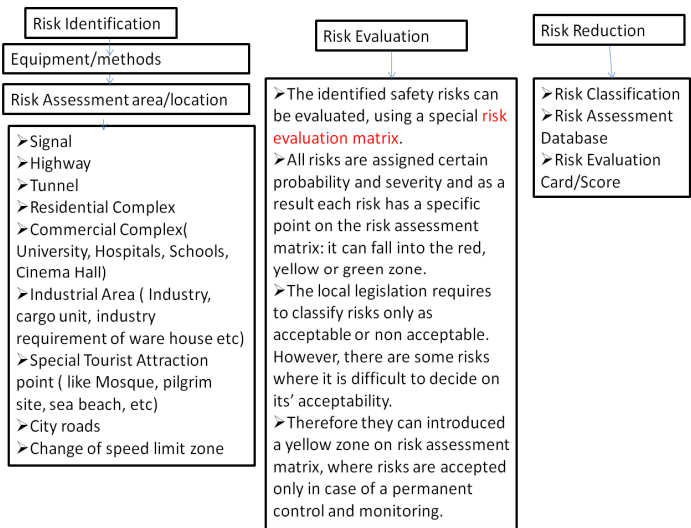 Risk Identification
Equipment/methods
Risk Assessment area/location
➢Signal
➢Highway
➢Tunnel
➢Residential Complex
➢Commercial Complex(
University, Hospitals, Schools,
Cinema Hall)
➢Industrial Area ( Industry,
cargo unit, industry
requirement of ware house etc)
➢Special Tourist Attraction
point ( like Mosque, pilgrim
site, sea beach, etc)
➢City roads
➢Change of speed limit zone
Risk Evaluation
➢The identified safety risks can
be evaluated, using a special risk
evaluation matrix.
➢All risks are assigned certain
probability and severity and as a
result each risk has a specific
point on the risk assessment
matrix: it can fall into the red,
yellow or green zone.
➢The local legislation requires
to classify risks only as
acceptable or non acceptable.
However, there are some risks
where it is difficult to decide on
its’ acceptability.
➢Therefore they can introduced
a yellow zone on risk assessment
matrix, where risks are accepted
only in case of a permanent
control and monitoring.
Risk Reduction
➢Risk Classification
➢Risk Assessment
Database
➢Risk Evaluation
Card/Score